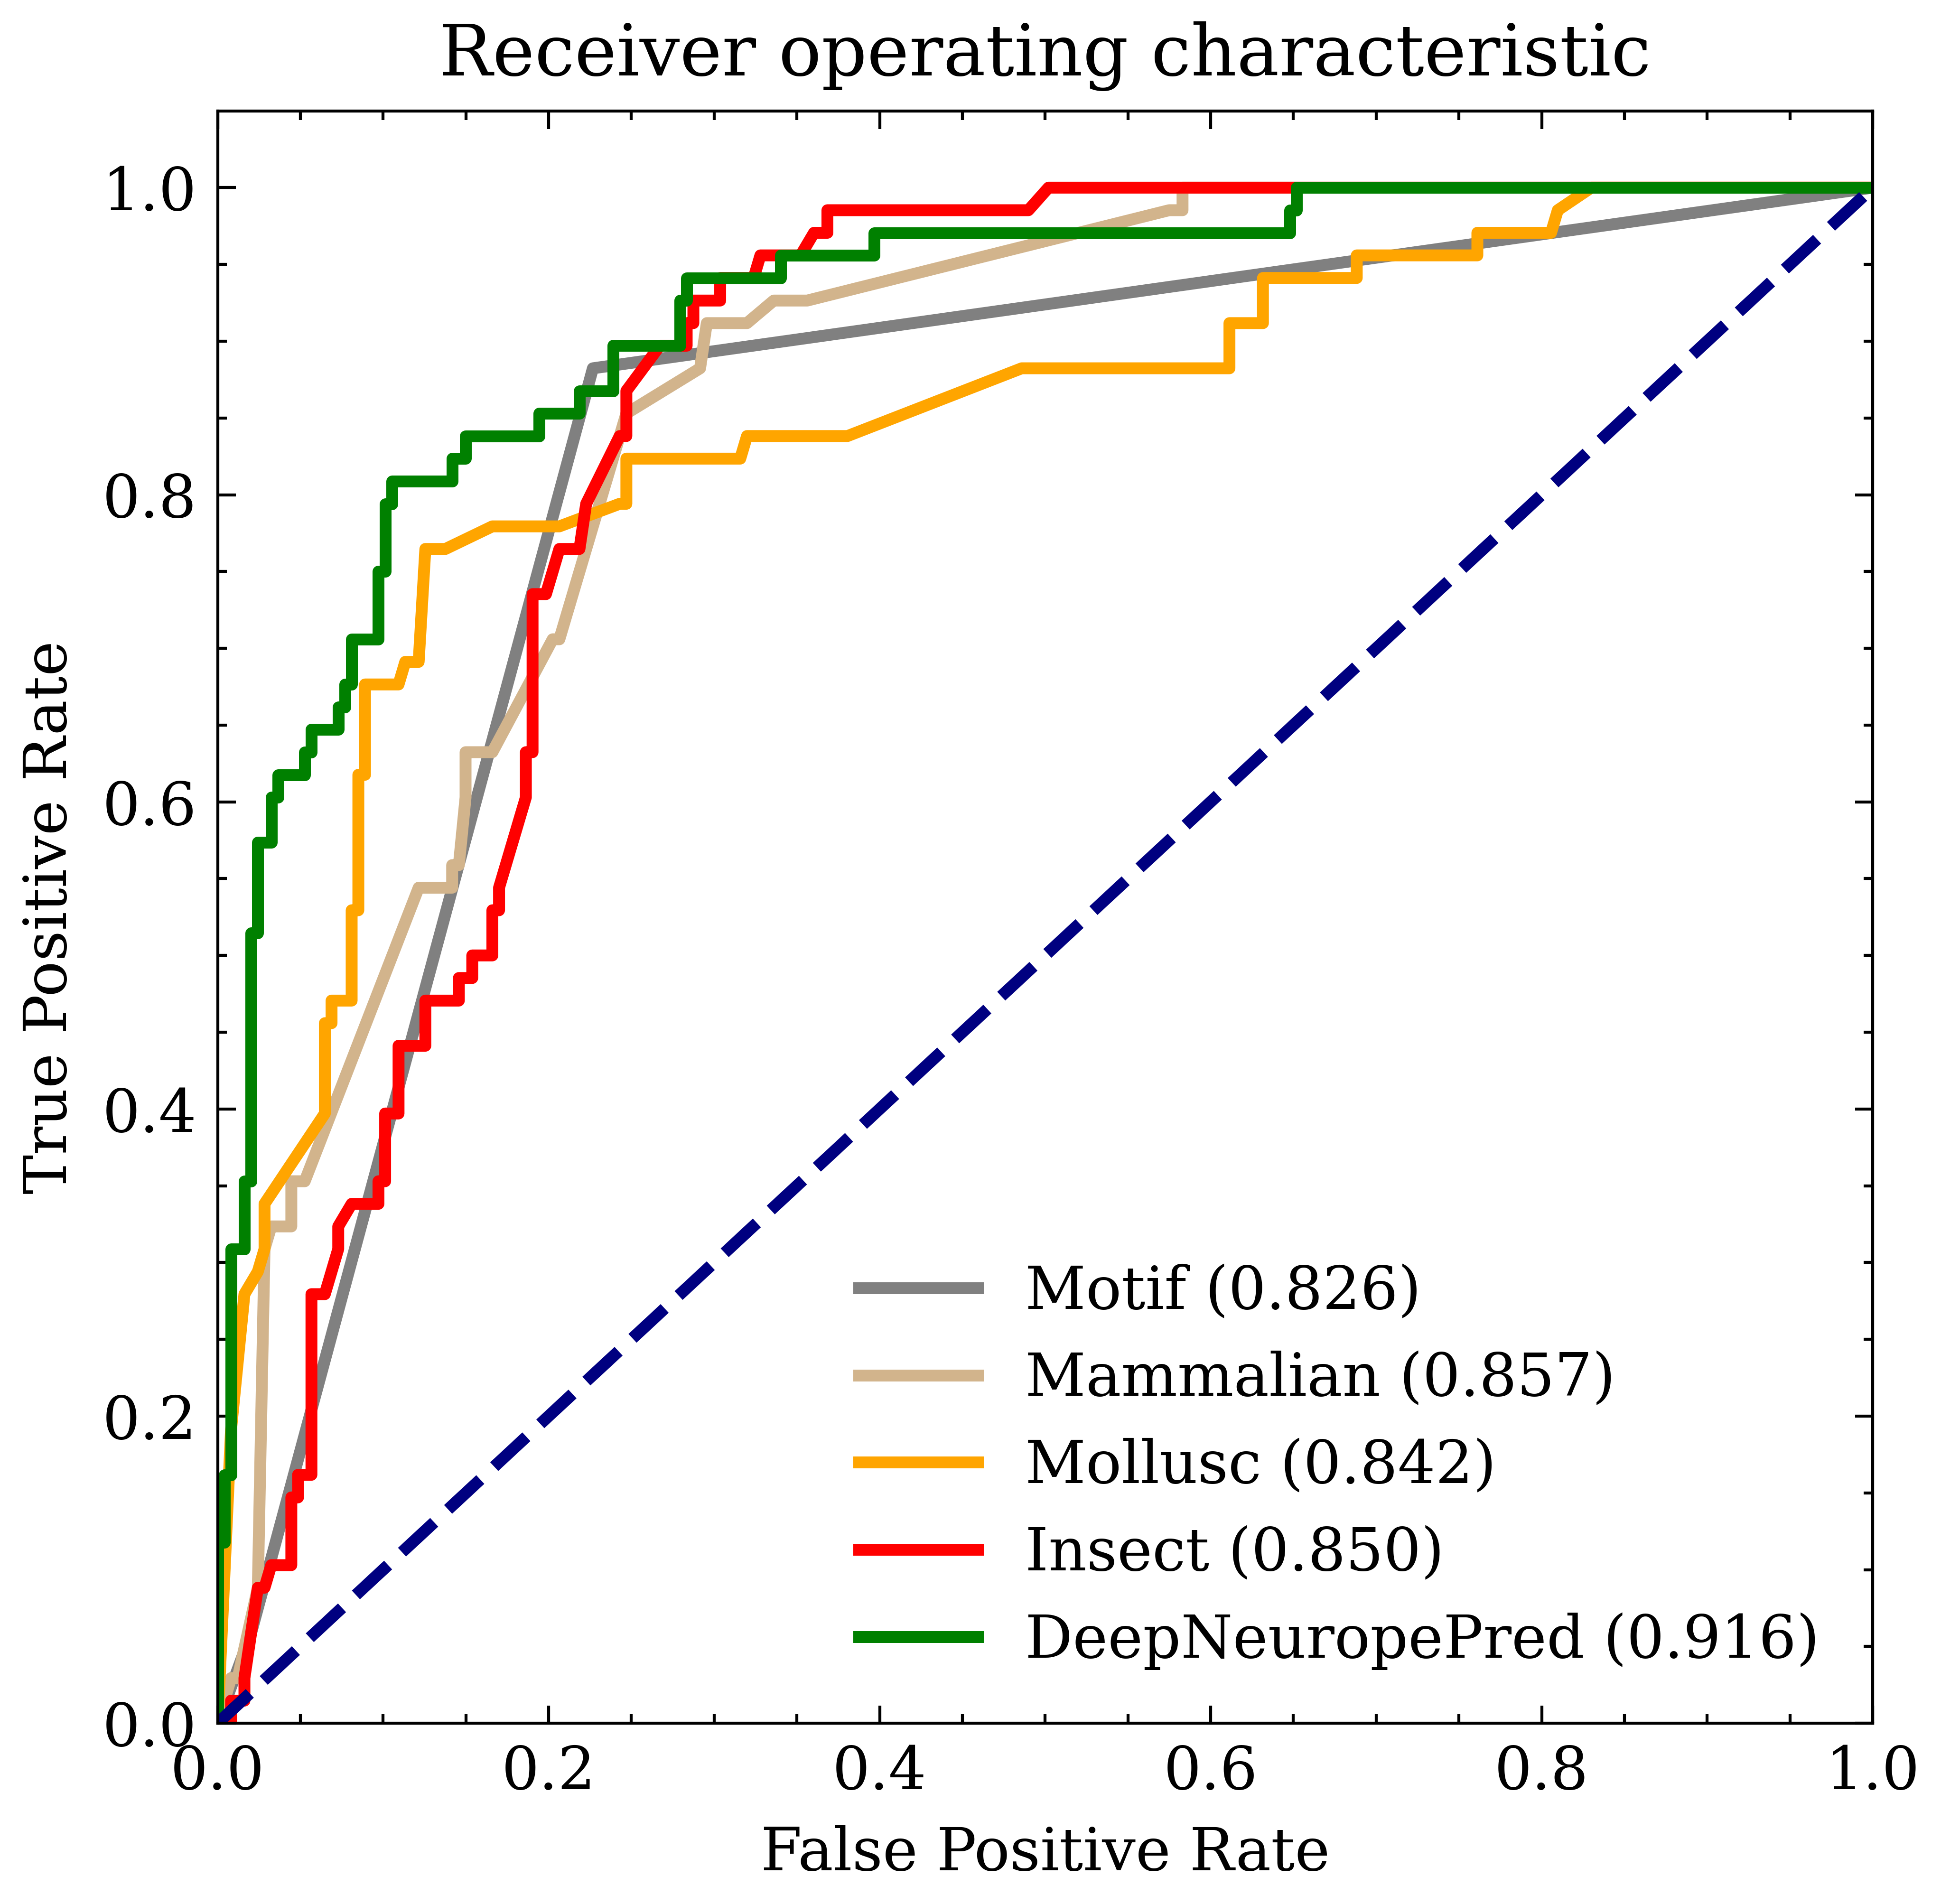 Receiver operating characteristic
True Positive Rate
1.0
0.8
0.6
0.4
0.2
0.0
0.0 0.2 0.4 0.6 0.8 1.0
False Positive Rate
Motif (0.826)
Mammalian (0.857)
Mollusc (0.842)
Insect (0.850)
DeepNeuropePred (0.916)